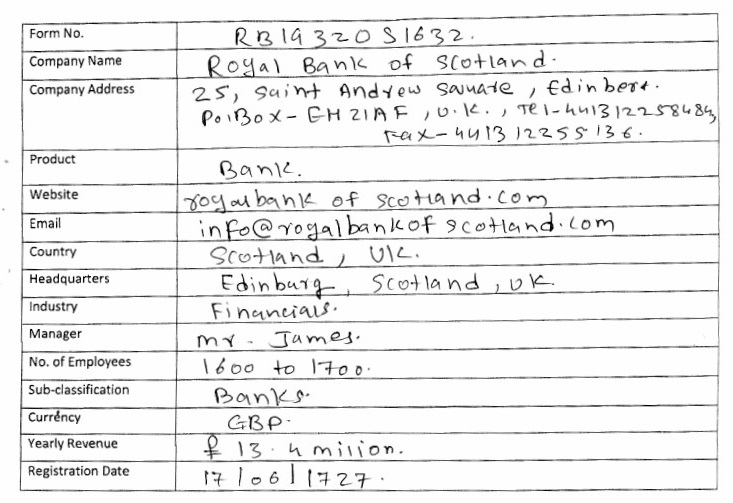 Form No. RB19320S1632.
Company Name Royal Bank of Scotland.
Company Address 25, Saint Andrew Square, Edinbert.
Po.Box-EH21AF, U.K., Tel-441312258484,
Fax-441312255136.
Product Bank.
Website royalbank of scotland.com
Email info@royalbankof scotland.com
Country Scotland, UK.
Headquarters Edinburg, Scotland, UK.
Industry Financials.
Manager mr. James.
No. of Employees 1600 to 1700.
Sub-classification Banks.
Currency GBP.
Yearly Revenue £ 13.4 milion.
Registration Date 17/06/1727.